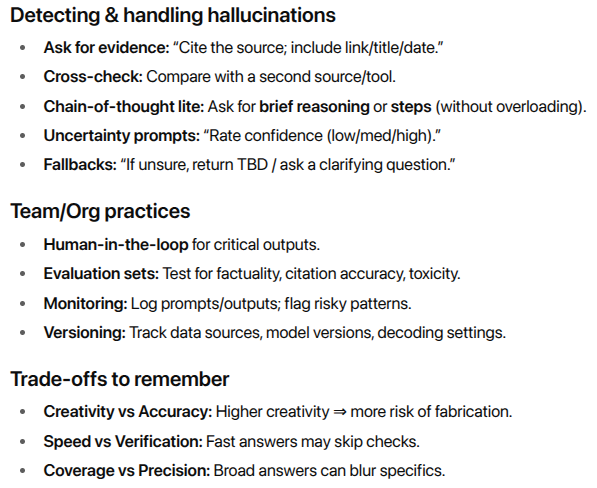 Detecting & handling hallucinations
• Ask for evidence: “Cite the source; include link/title/date.”
• Cross-check: Compare with a second source/tool.
• Chain-of-thought lite: Ask for brief reasoning or steps (without overloading).
• Uncertainty prompts: “Rate confidence (low/med/high).”
• Fallbacks: “If unsure, return TBD / ask a clarifying question.”
Team/Org practices
• Human-in-the-loop for critical outputs.
• Evaluation sets: Test for factuality, citation accuracy, toxicity.
• Monitoring: Log prompts/outputs; flag risky patterns.
• Versioning: Track data sources, model versions, decoding settings.
Trade-offs to remember
• Creativity vs Accuracy: Higher creativity ⇒ more risk of fabrication.
• Speed vs Verification: Fast answers may skip checks.
• Coverage vs Precision: Broad answers can blur specifics.